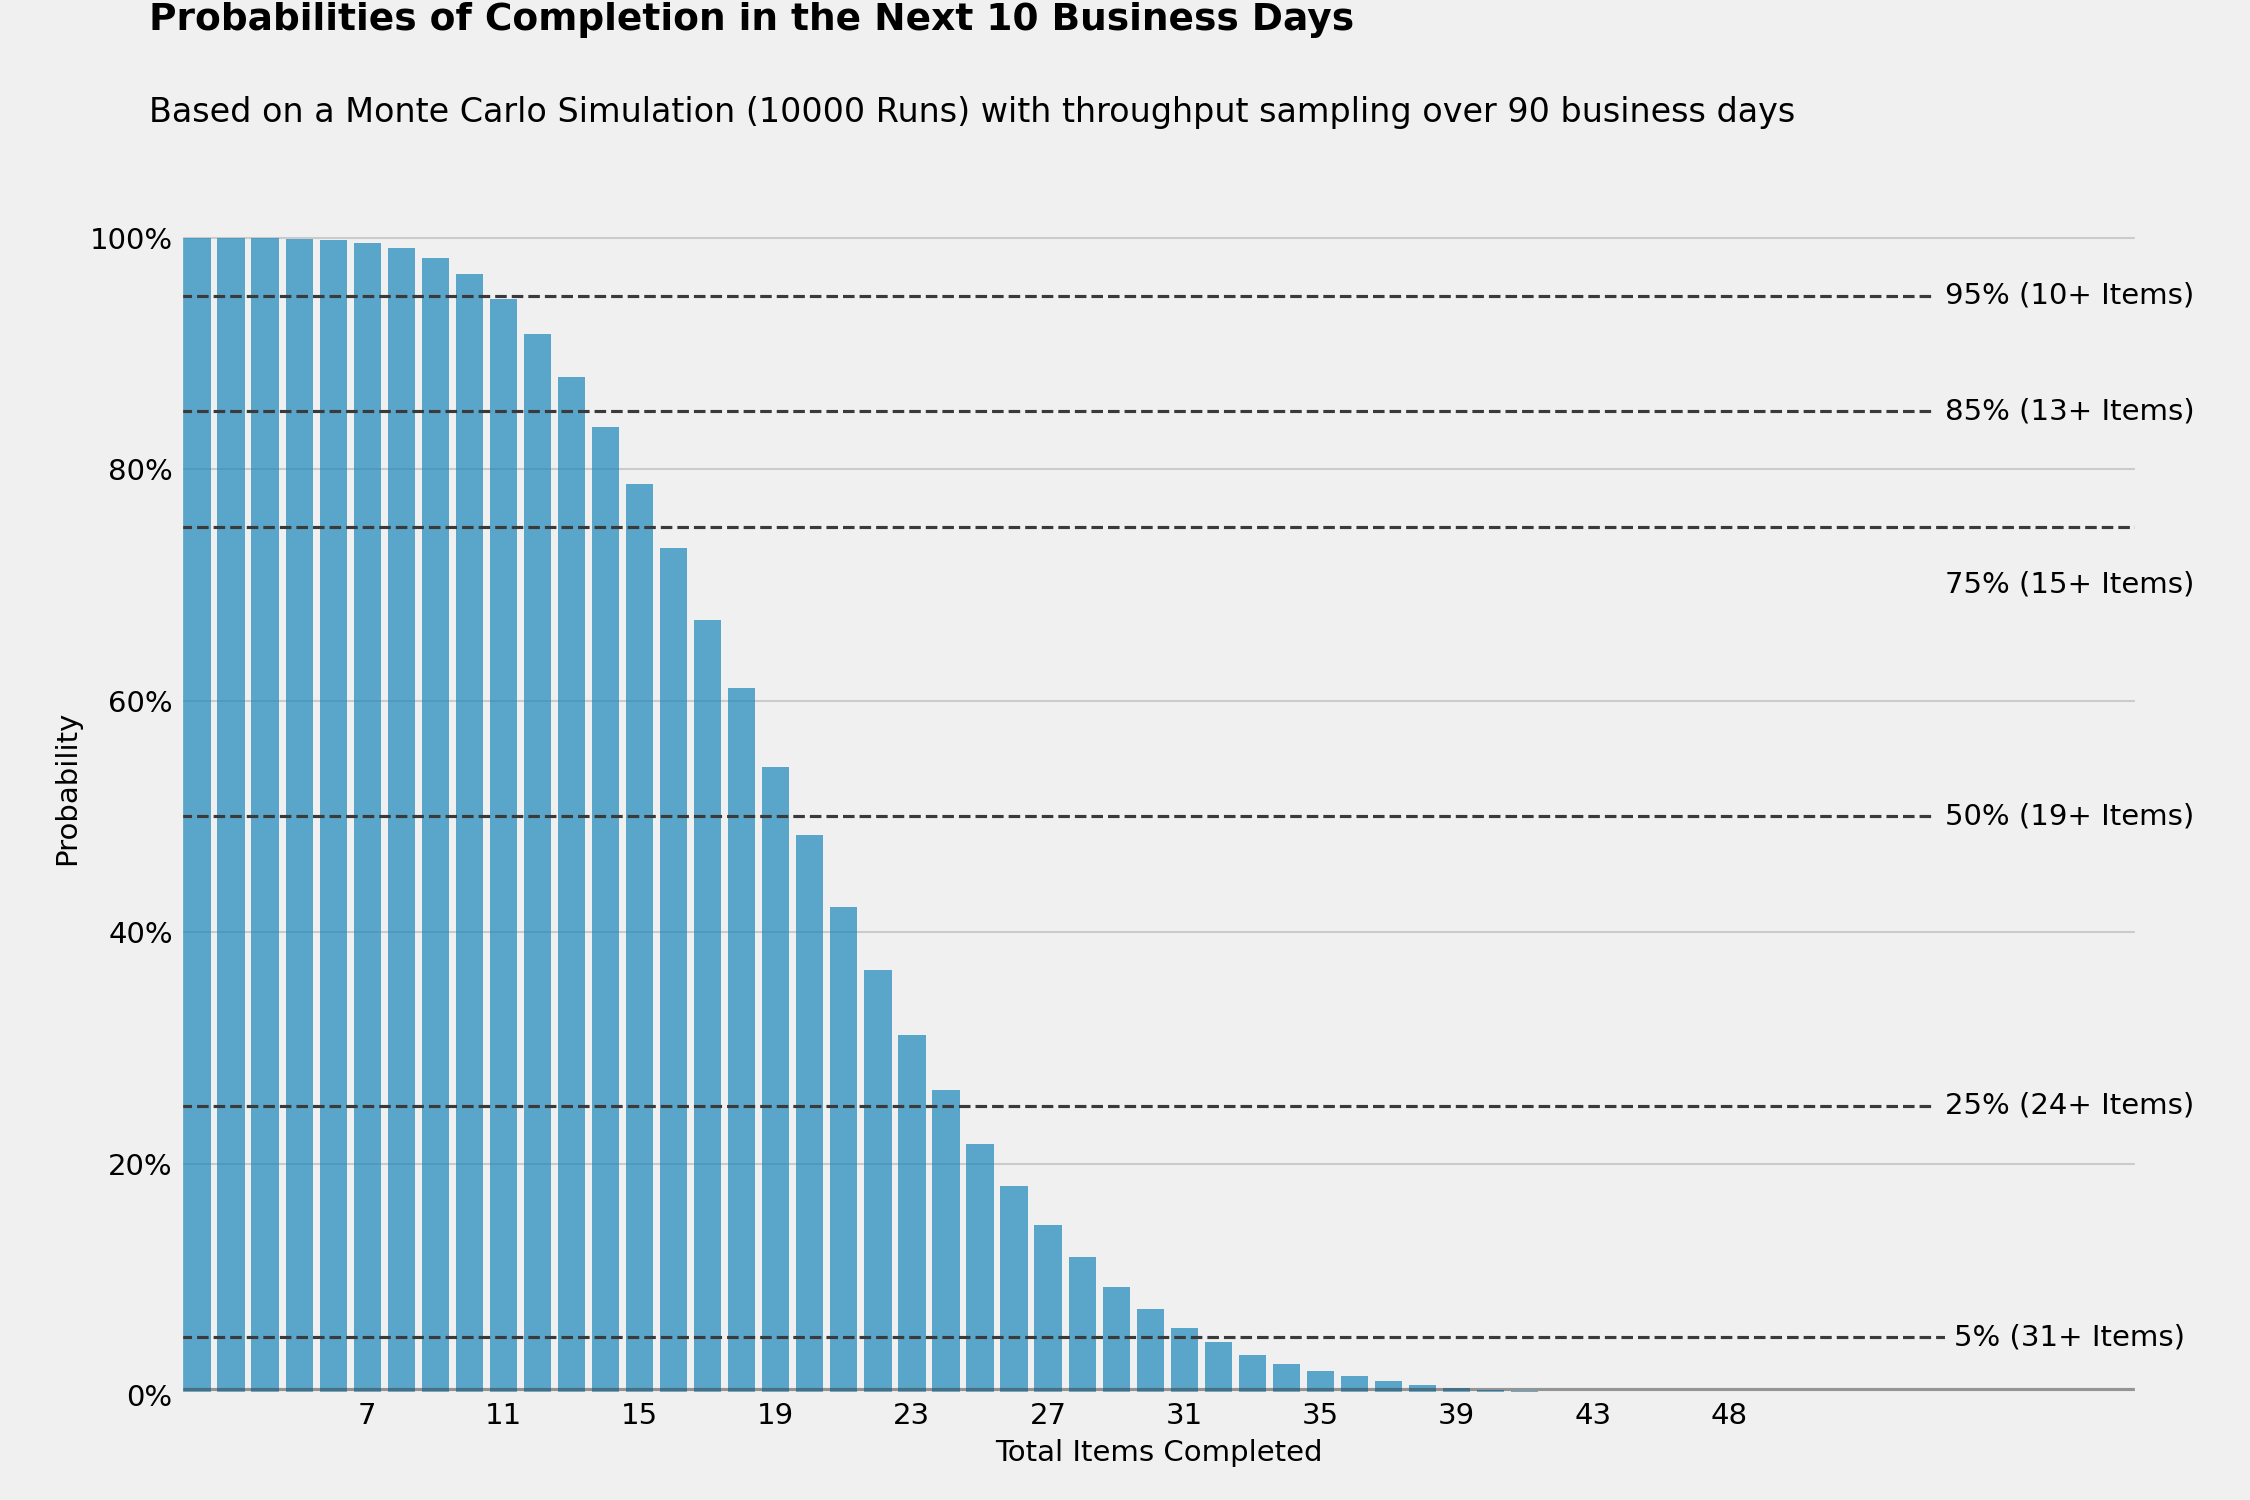 Probabilities of Completion in the Next 10 Business Days
Based on a Monte Carlo Simulation (10000 Runs) with throughput sampling over 90 business days
100%
95% (10+ Items)
85% (13+ Items)
80%
75% (15+ Items)
60%
Probability
50% (19+ Items)
40%
25% (24+ Items)
20%
5% (31+ Items)
0%
7 11 15 19 23 27 31 35 39 43 48
Total Items Completed